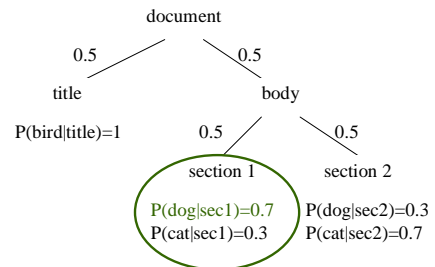 document
0.5 0.5
title body
P(bird|title)=1
0.5 0.5
section 1 section 2
P(dog|sec1)=0.7 P(dog|sec2)=0.3
P(cat|sec1)=0.3 P(cat|sec2)=0.7